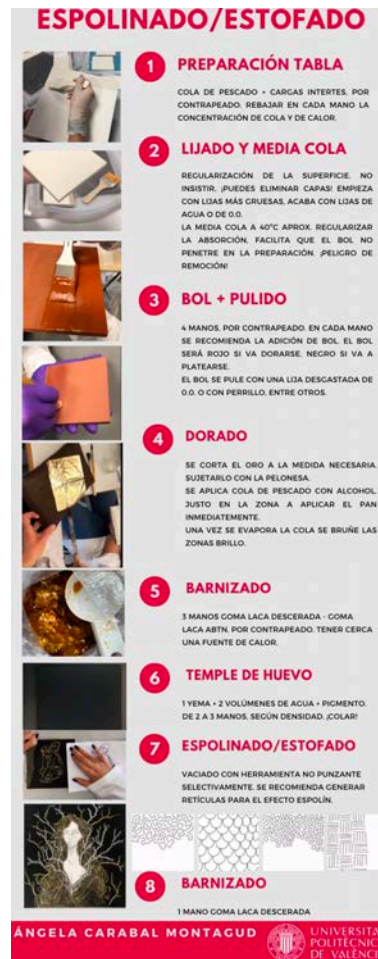 ESPOLINADO/ESTOFADO
1 PREPARACIÓN TABLA
COLA DE PESCADO + CARGAS INTERTES. POR
CONTRAPEADO. REBAJAR EN CADA MANO LA
CONCENTRACIÓN DE COLA Y DE CALOR.
2 LIJADO Y MEDIA COLA
REGULARIZACIÓN DE LA SUPERFICIE. NO
INSISTIR, ¡PUEDES ELIMINAR CAPAS! EMPIEZA
CON LIJAS MÁS GRUESAS, ACABA CON LIJAS DE
AGUA O DE 0.0.
LA MEDIA COLA A 40ºC APROX. REGULARIZAR
LA ABSORCIÓN, FACILITA QUE EL BOL NO
PENETRE EN LA PREPARACIÓN. ¡PELIGRO DE
REMOCIÓN!
3 BOL + PULIDO
4 MANOS, POR CONTRAPEADO. EN CADA MANO
SE RECOMIENDA LA ADICIÓN DE BOL. EL BOL
SERÁ ROJO SI VA DORARSE, NEGRO SI VA A
PLATEARSE.
EL BOL SE PULE CON UNA LIJA DESGASTADA DE
0.0. O CON PERRILLO, ENTRE OTROS.
4 DORADO
SE CORTA EL ORO A LA MEDIDA NECESARIA.
SUJETARLO CON LA PELONESA.
SE APLICA COLA DE PESCADO CON ALCOHOL,
JUSTO EN LA ZONA A APLICAR EL PAN
INMEDIATEMENTE.
UNA VEZ SE EVAPORA LA COLA SE BRUÑE LAS
ZONAS BRILLO.
5 BARNIZADO
3 MANOS GOMA LACA DESCERADA - GOMA
LACA ABTN. POR CONTRAPEADO. TENER CERCA
UNA FUENTE DE CALOR.
6 TEMPLE DE HUEVO
1 YEMA + 2 VOLÚMENES DE AGUA + PIGMENTO.
DE 2 A 3 MANOS, SEGÚN DENSIDAD. ¡COLAR!
7 ESPOLINADO/ESTOFADO
VACIADO CON HERRAMIENTA NO PUNZANTE
SELECTIVAMENTE. SE RECOMIENDA GENERAR
RETÍCULAS PARA EL EFECTO ESPOLÍN.
8 BARNIZADO
1 MANO GOMA LACA DESCERADA
ÁNGELA CARABAL MONTAGUD
UNIVERSITA
POLITÈCNIC
DE VALÈNCI